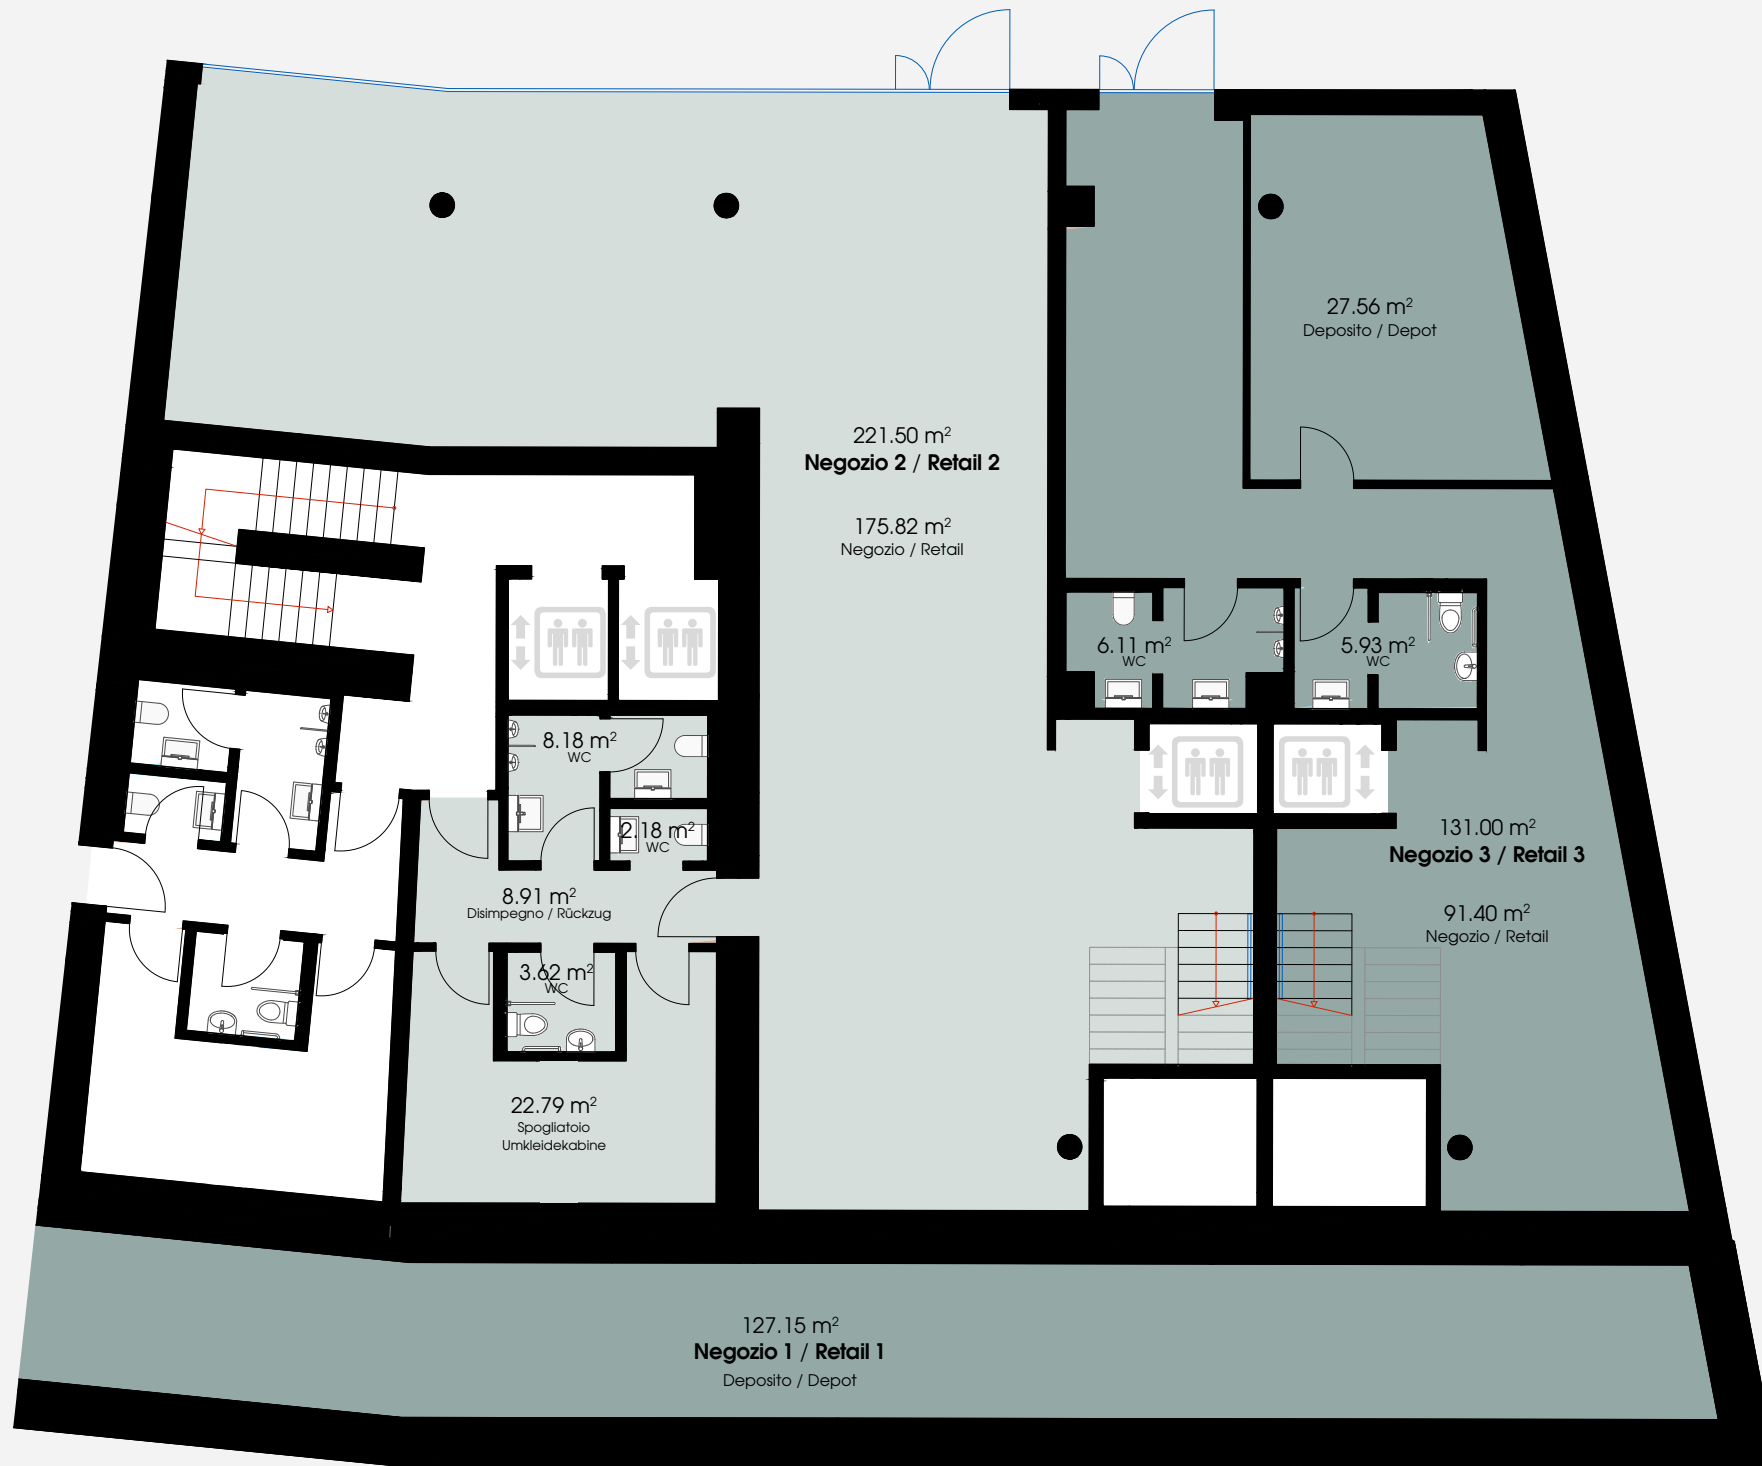 27.56 m²
Deposito / Depot
221.50 m²
Negozio 2 / Retail 2
175.82 m²
Negozio / Retail
6.11 m²
WC
5.93 m²
WC
8.18 m²
WC
2.18 m²
WC
131.00 m²
Negozio 3 / Retail 3
91.40 m²
Negozio / Retail
8.91 m²
Disimpegno / Rückzug
3.62 m²
WC
22.79 m²
Spogliatoio
Umkleidekabine
127.15 m²
Negozio 1 / Retail 1
Deposito / Depot